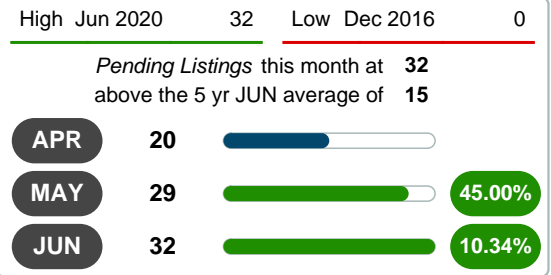 High Jun 2020 32 Low Dec 2016 0
Pending Listings this month at 32
above the 5 yr JUN average of 15
APR 20
MAY 29 45.00%
JUN 32 10.34%